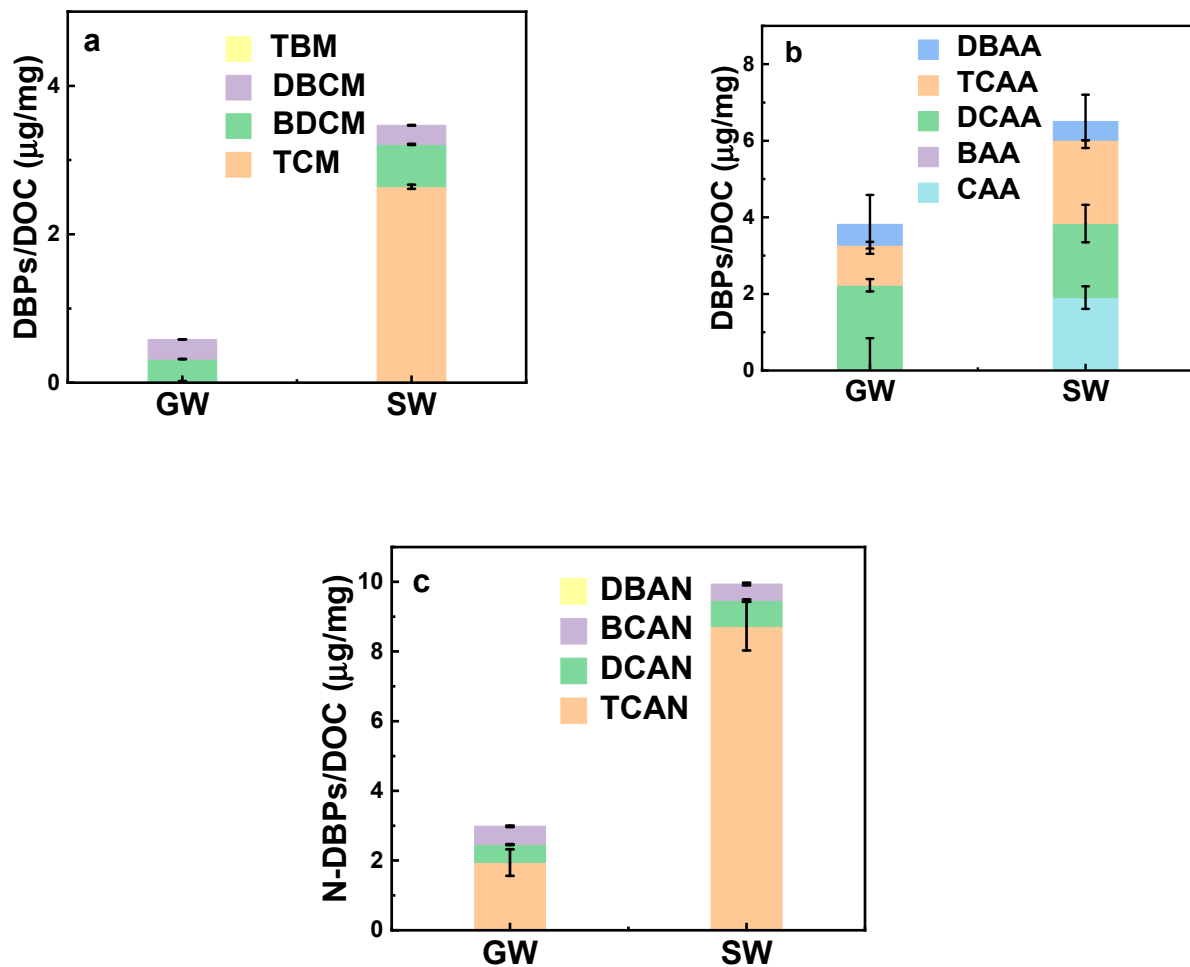 a
TBM
DBCM
BDCM
TCM
DBPs/DOC (μg/mg)
4
2
0
GW SW
b
DBAA
TCAA
DCAA
BAA
CAA
DBPs/DOC (μg/mg)
8
6
4
2
0
GW SW
c
DBAN
BCAN
DCAN
TCAN
N-DBPs/DOC (μg/mg)
10
8
6
4
2
0
GW SW